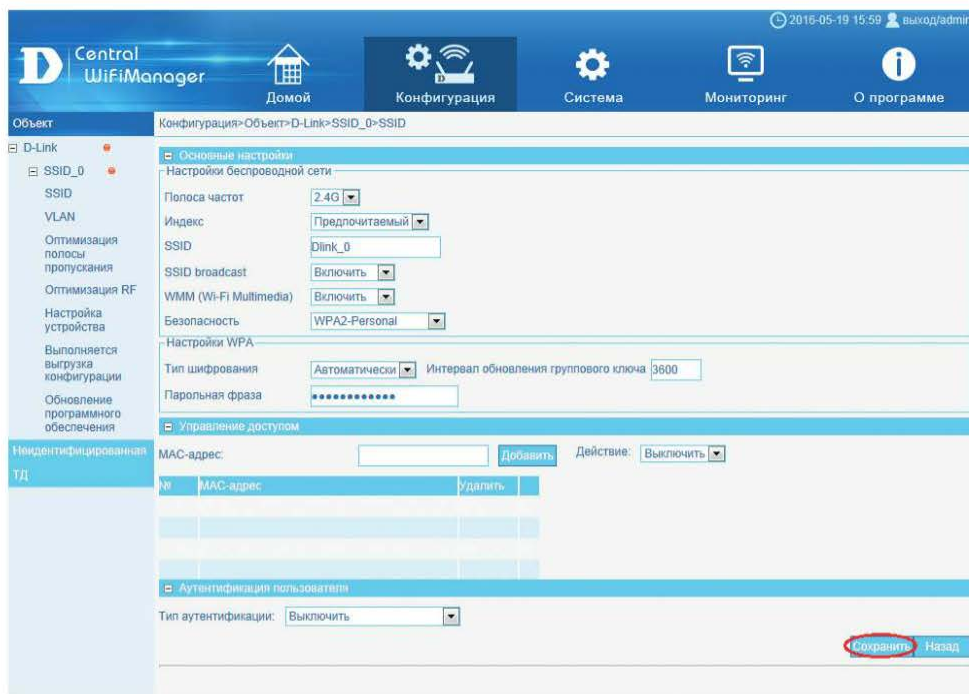 2016-05-19 15:59 выход/admin
D Central WiFiManager
Домой
Конфигурация
Система
Мониторинг
О программе
Объект
Конфигурация>Объект>D-Link>SSID_0>SSID
D-Link
SSID_0
SSID
VLAN
Оптимизация
полосы
пропускания
Оптимизация RF
Настройка
устройства
Выполняется
выгрузка
конфигурации
Обновление
программного
обеспечения
Неидентифицированная
ТД
Основные настройки
Настройки беспроводной сети
Полоса частот 2.4G
Индекс Предпочитаемый
SSID Dlink_0
SSID broadcast Включить
WMM (Wi-Fi Multimedia) Включить
Безопасность WPA2-Personal
Настройки WPA
Тип шифрования Автоматически Интервал обновления группового ключа 3600
Парольная фраза ••••••••••••
Управление доступом
MAC-адрес: Добавить Действие: Выключить
№ MAC-адрес Удалить
Аутентификация пользователя
Тип аутентификации: Выключить
Сохранить Назад